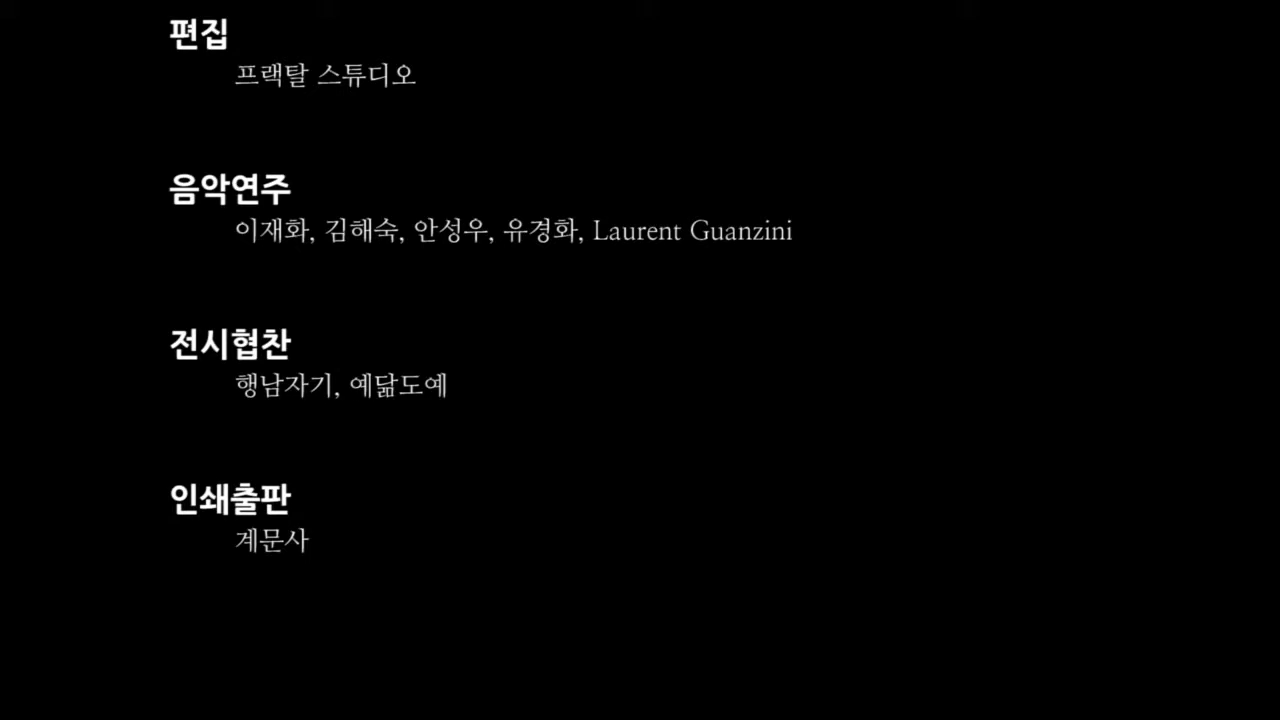 편집
프랙탈 스튜디오
음악연주
이재화, 김해숙, 안성우, 유경화, Laurent Guanzini
전시협찬
행남자기, 예닮도예
인쇄출판
계문사